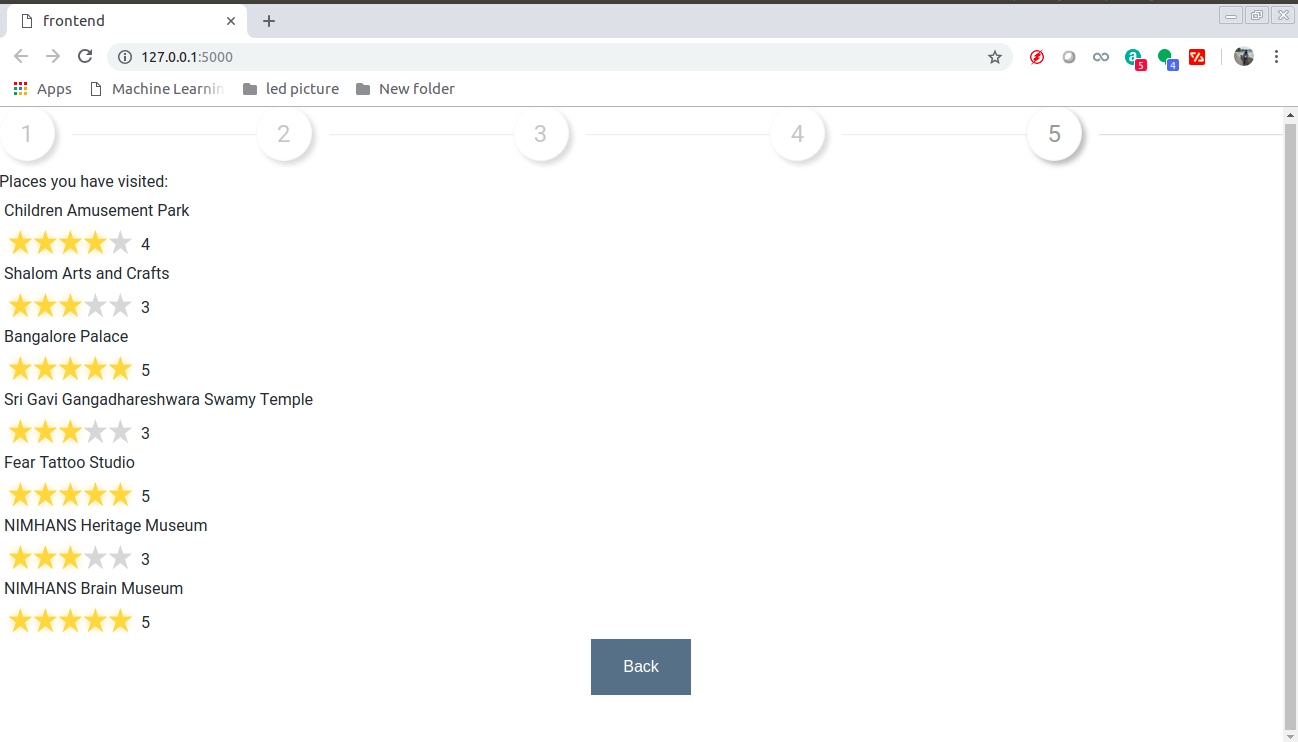 frontend
127.0.0.1:5000
5
4
Apps
Machine Learnin
led picture
New folder
1
2
3
4
5
Places you have visited:
Children Amusement Park
4
Shalom Arts and Crafts
3
Bangalore Palace
5
Sri Gavi Gangadhareshwara Swamy Temple
3
Fear Tattoo Studio
5
NIMHANS Heritage Museum
3
NIMHANS Brain Museum
5
Back